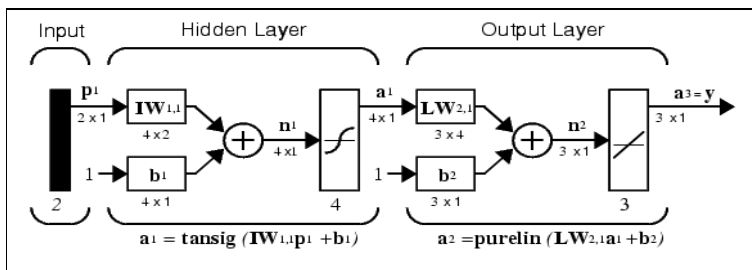 Input Hidden Layer Output Layer
p1 a1 a3 = y
IW1,1 LW2,1
2 x 1 4 x 1 3 x 1
4 x 2 n1 3 x 4 n2
4x1 3 x 1
1 b1 1 b2
2 4 x 1 4 3 x 1 3
a1 = tansig (IW1,1p1 +b1) a2 =purelin (LW2,1a1 +b2)